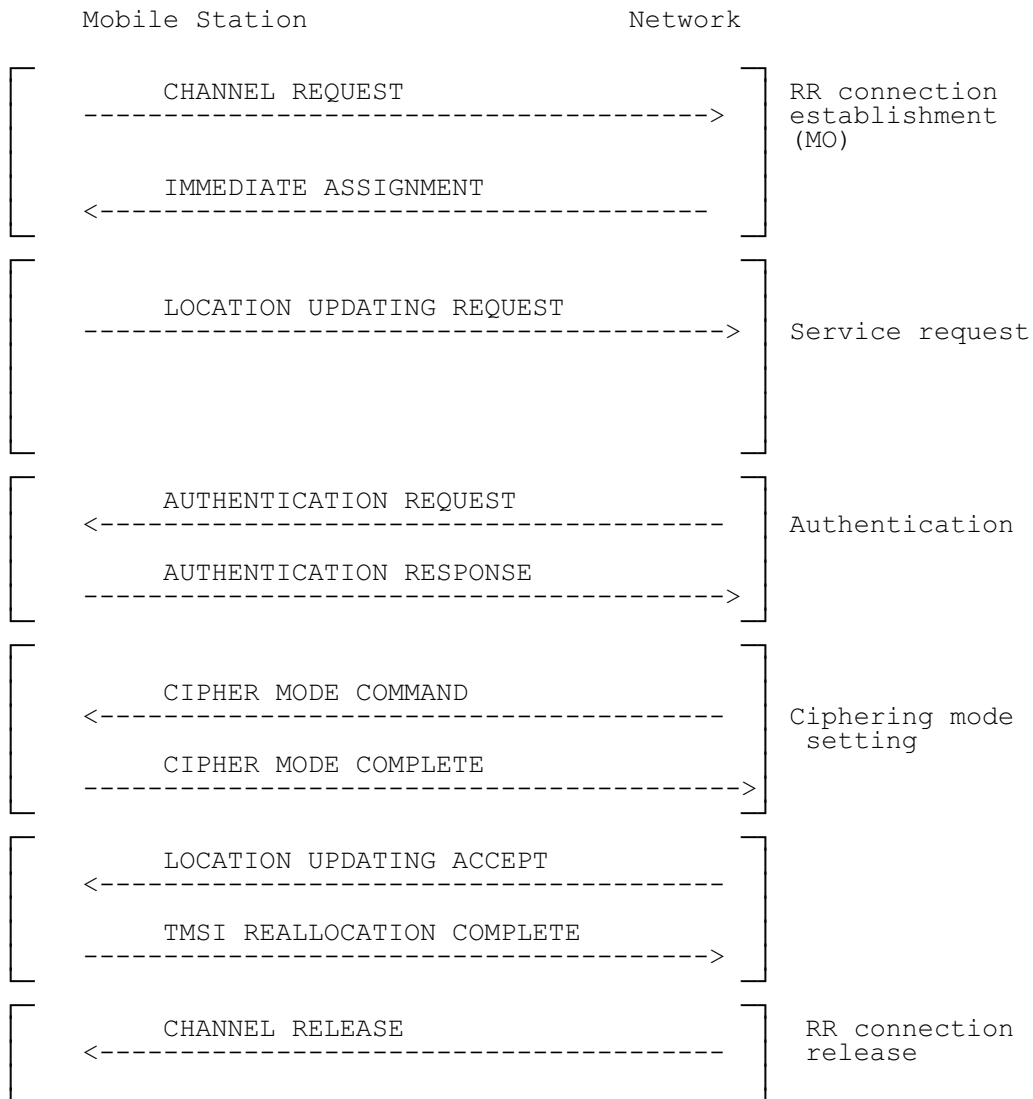 Mobile Station Network
CHANNEL REQUEST RR connection
establishment
(MO)
IMMEDIATE ASSIGNMENT
LOCATION UPDATING REQUEST
Service request
AUTHENTICATION REQUEST
Authentication
AUTHENTICATION RESPONSE
CIPHER MODE COMMAND
Ciphering mode
setting
CIPHER MODE COMPLETE
LOCATION UPDATING ACCEPT
TMSI REALLOCATION COMPLETE
CHANNEL RELEASE RR connection
release